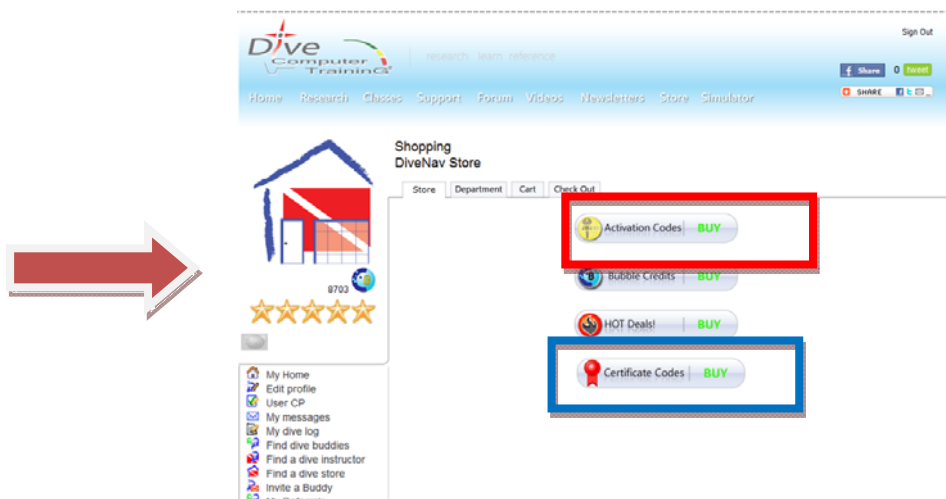 Sign Out
Dive
Computer
TraininG
research learn reference
Share 0 tweet
SHARE
Home Research Classes Support Forum Videos Newsletters Store Simulator
Shopping
DiveNav Store
Store Department Cart Check Out
Activation Codes BUY
Bubble Credits BUY
8703
HOT Deals! BUY
Certificate Codes BUY
My Home
Edit profile
User CP
My messages
My dive log
Find dive buddies
Find a dive instructor
Find a dive store
Invite a Buddy